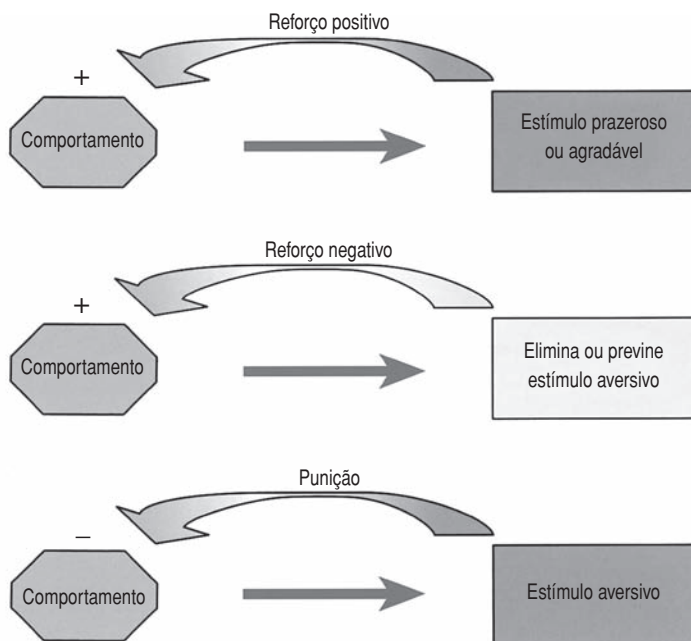 Reforço positivo
+
Comportamento
Estímulo prazeroso
ou agradável
Reforço negativo
+
Comportamento
Elimina ou previne
estímulo aversivo
Punição
–
Comportamento
Estímulo aversivo